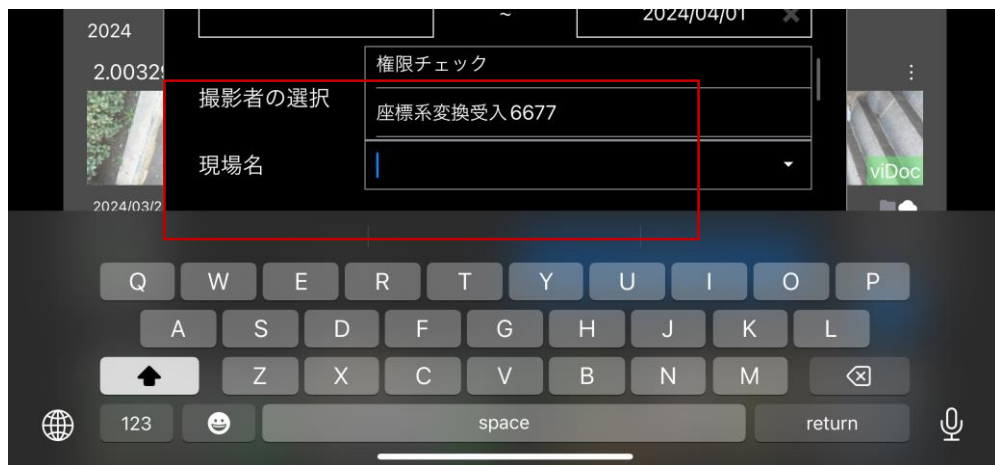 2024
~
2024/04/01
権限チェック
2.00329
撮影者の選択
座標系変換受入6677
現場名
viDoc
2024/03/2
Q W E R T Y U I O P
A S D F G H J K L
Z X C V B N M
123
space
return